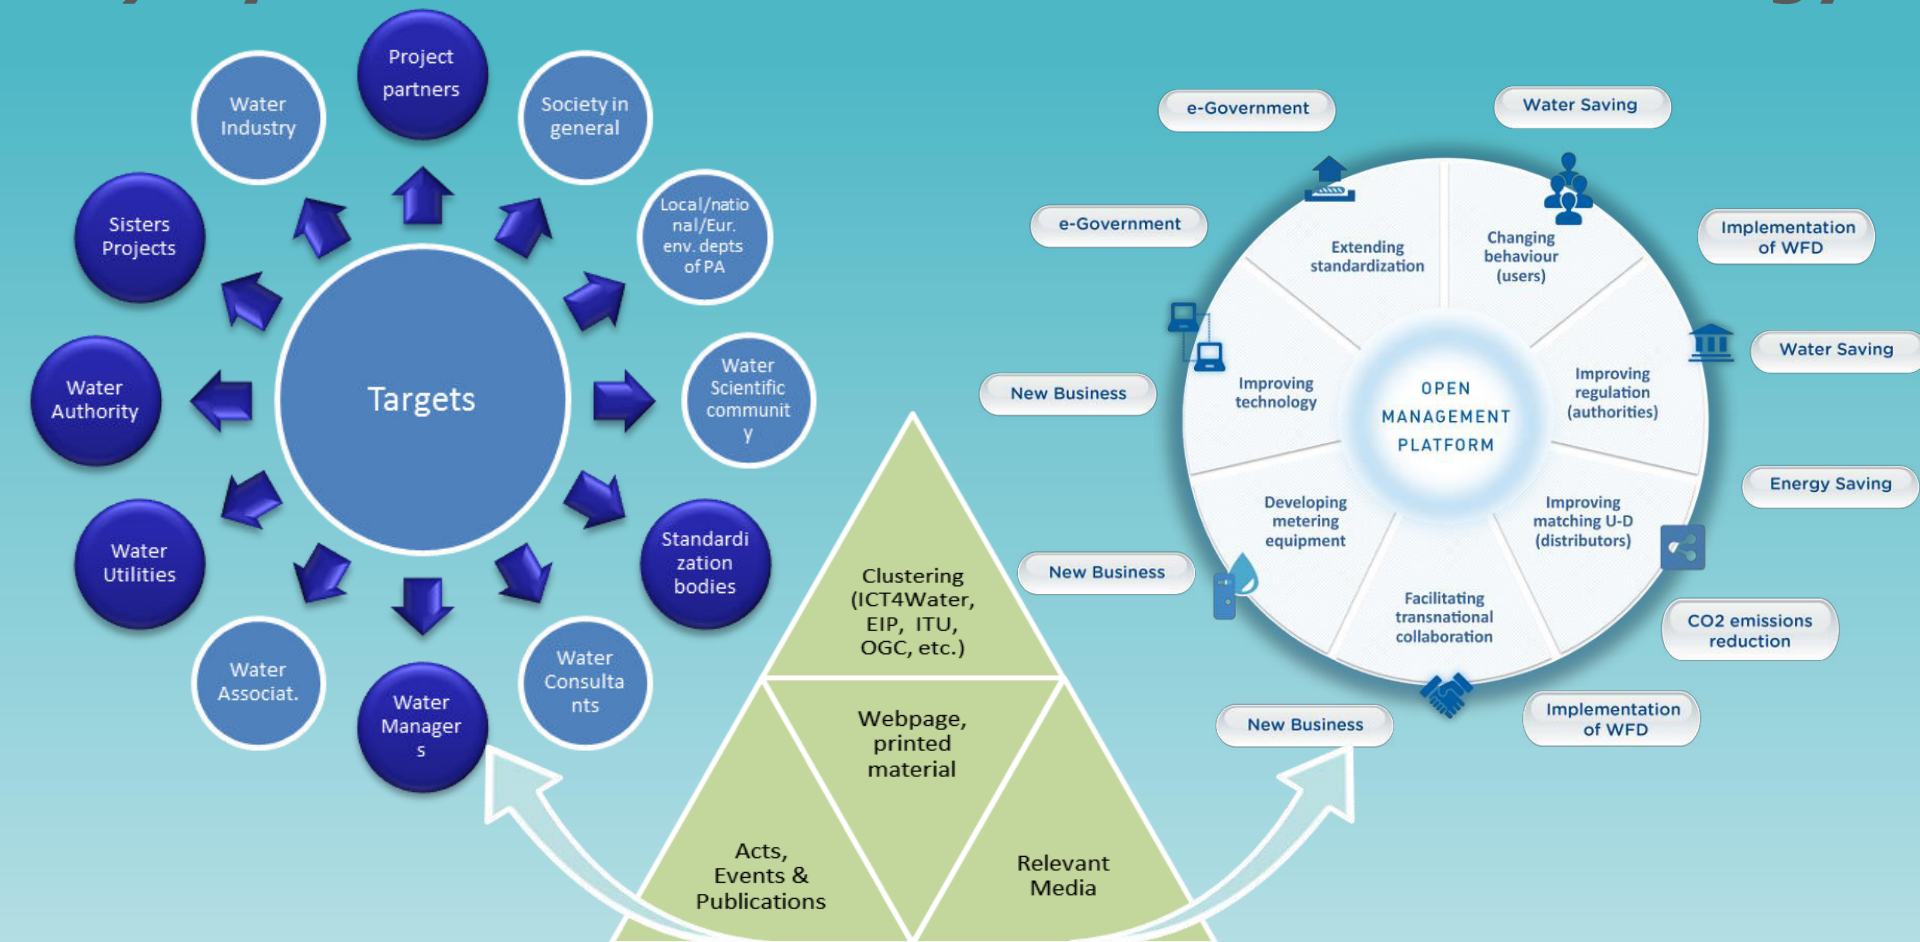 Project
partners
Water
Industry
Society in
general
Local/natio
nal/Eur.
env. depts
of PA
Sisters
Projects
Water
Authority
Targets
Water
Scientific
communit
y
Water
Utilities
Standardi
zation
bodies
Water
Associat.
Water
Manager
s
Water
Consulta
nts
Clustering
(ICT4Water,
EIP, ITU,
OGC, etc.)
Webpage,
printed
material
Acts,
Events &
Publications
Relevant
Media
e-Government
Water Saving
e-Government
Implementation
of WFD
New Business
Water Saving
Energy Saving
New Business
CO2 emissions
reduction
New Business
Implementation
of WFD
Extending
standardization
Changing
behaviour
(users)
Improving
technology
Improving
regulation
(authorities)
OPEN
MANAGEMENT
PLATFORM
Developing
metering
equipment
Improving
matching U-D
(distributors)
Facilitating
transnational
collaboration